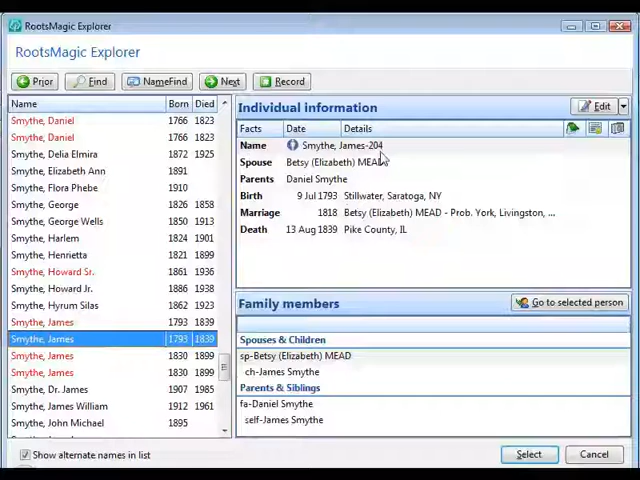 RootsMagic Explorer
RootsMagic Explorer
Prior Find NameFind Next Record
Name Born Died
Smythe, Daniel 1766 1823
Smythe, Daniel 1766 1823
Smythe, Delia Elmira 1872 1925
Smythe, Elizabeth Ann 1851
Smythe, Flora Phebe 1910
Smythe, George 1826 1858
Smythe, George Wells 1850 1913
Smythe, Harlem 1824 1901
Smythe, Henrietta 1821 1899
Smythe, Howard Sr. 1861 1936
Smythe, Howard Jr. 1886 1918
Smythe, Hyrum Silas 1862 1923
Smythe, James 1793 1839
Smythe, James 1793 1839
Smythe, James 1830 1899
Smythe, James 1830 1899
Smythe, Dr. James 1907 1985
Smythe, James William 1912 1961
Smythe, John Michael 1895
Show alternate names in list
Individual information Edit
Facts Date Details
Name Smythe, James-204
Spouse Betsy (Elizabeth) MEAD
Parents Daniel Smythe
Birth 9 Jul 1793 Stillwater, Saratoga, NY
Marriage 1818 Betsy (Elizabeth) MEAD - Prob. York, Livingston, ...
Death 13 Aug 1839 Pike County, IL
Family members Go to selected person
Spouses & Children
sp-Betsy (Elizabeth) MEAD
ch-James Smythe
Parents & Siblings
fa-Daniel Smythe
self-James Smythe
Select Cancel